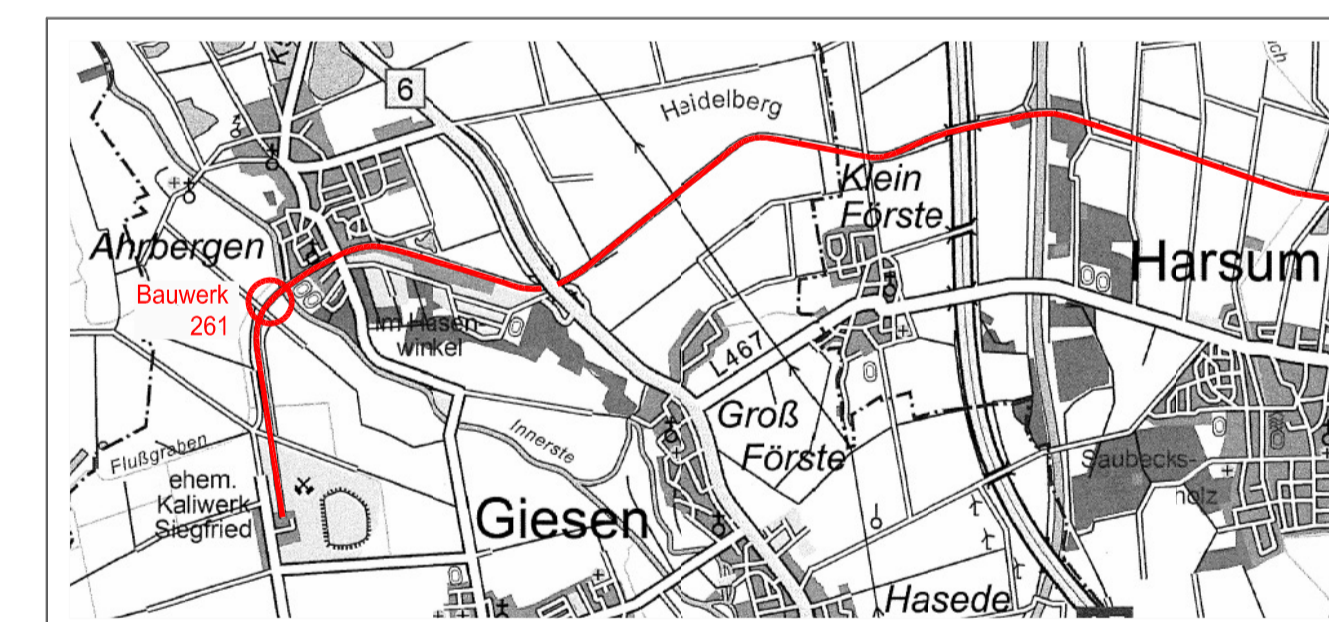 6
Heidelberg
Klein
Förste
Ahrbergen
Harsum
Bauwerk
261
Im Hasen-
winkel
L467
Groß
Förste
Innerste
Flußgraben
ehem.
Kaliwerk
Siegfried
Saubecks-
holz
Giesen
Hasede